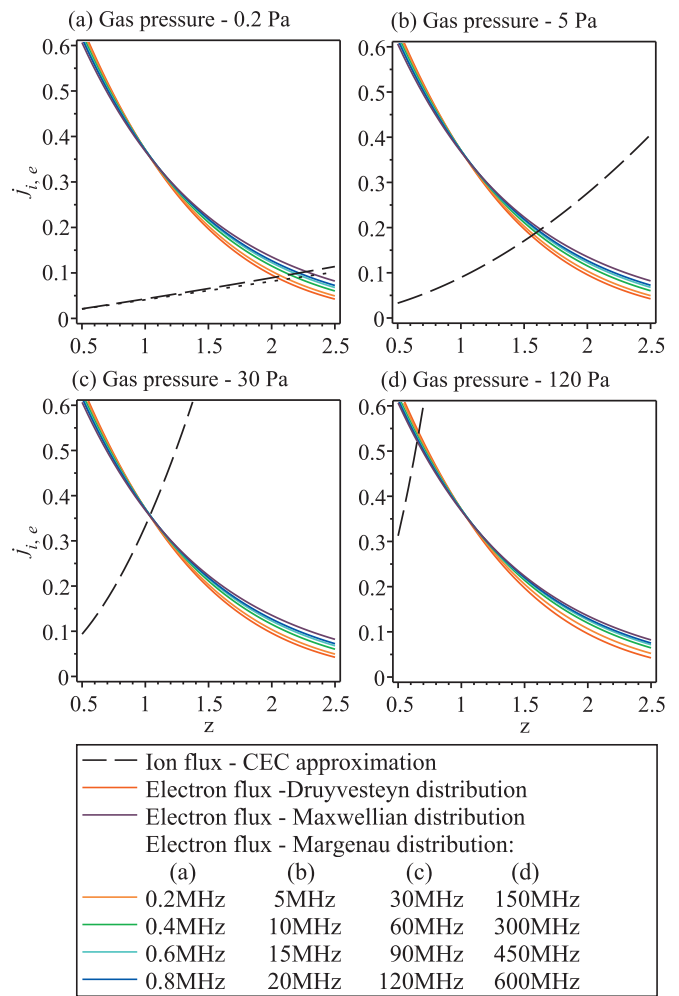 (a) Gas pressure - 0.2 Pa
(b) Gas pressure - 5 Pa
0.6
0.5
0.4
0.3
0.2
0.1
0
j i, e
0.5 1 1.5 2 2.5
0.6
0.5
0.4
0.3
0.2
0.1
0
0.5 1 1.5 2 2.5
(c) Gas pressure - 30 Pa
(d) Gas pressure - 120 Pa
0.6
0.5
0.4
0.3
0.2
0.1
0
j i, e
0.5 1 1.5 2 2.5
z
0.6
0.5
0.4
0.3
0.2
0.1
0
0.5 1 1.5 2 2.5
z
Ion flux - CEC approximation
Electron flux -Druyvesteyn distribution
Electron flux - Maxwellian distribution
Electron flux - Margenau distribution:
(a) (b) (c) (d)
0.2MHz 5MHz 30MHz 150MHz
0.4MHz 10MHz 60MHz 300MHz
0.6MHz 15MHz 90MHz 450MHz
0.8MHz 20MHz 120MHz 600MHz